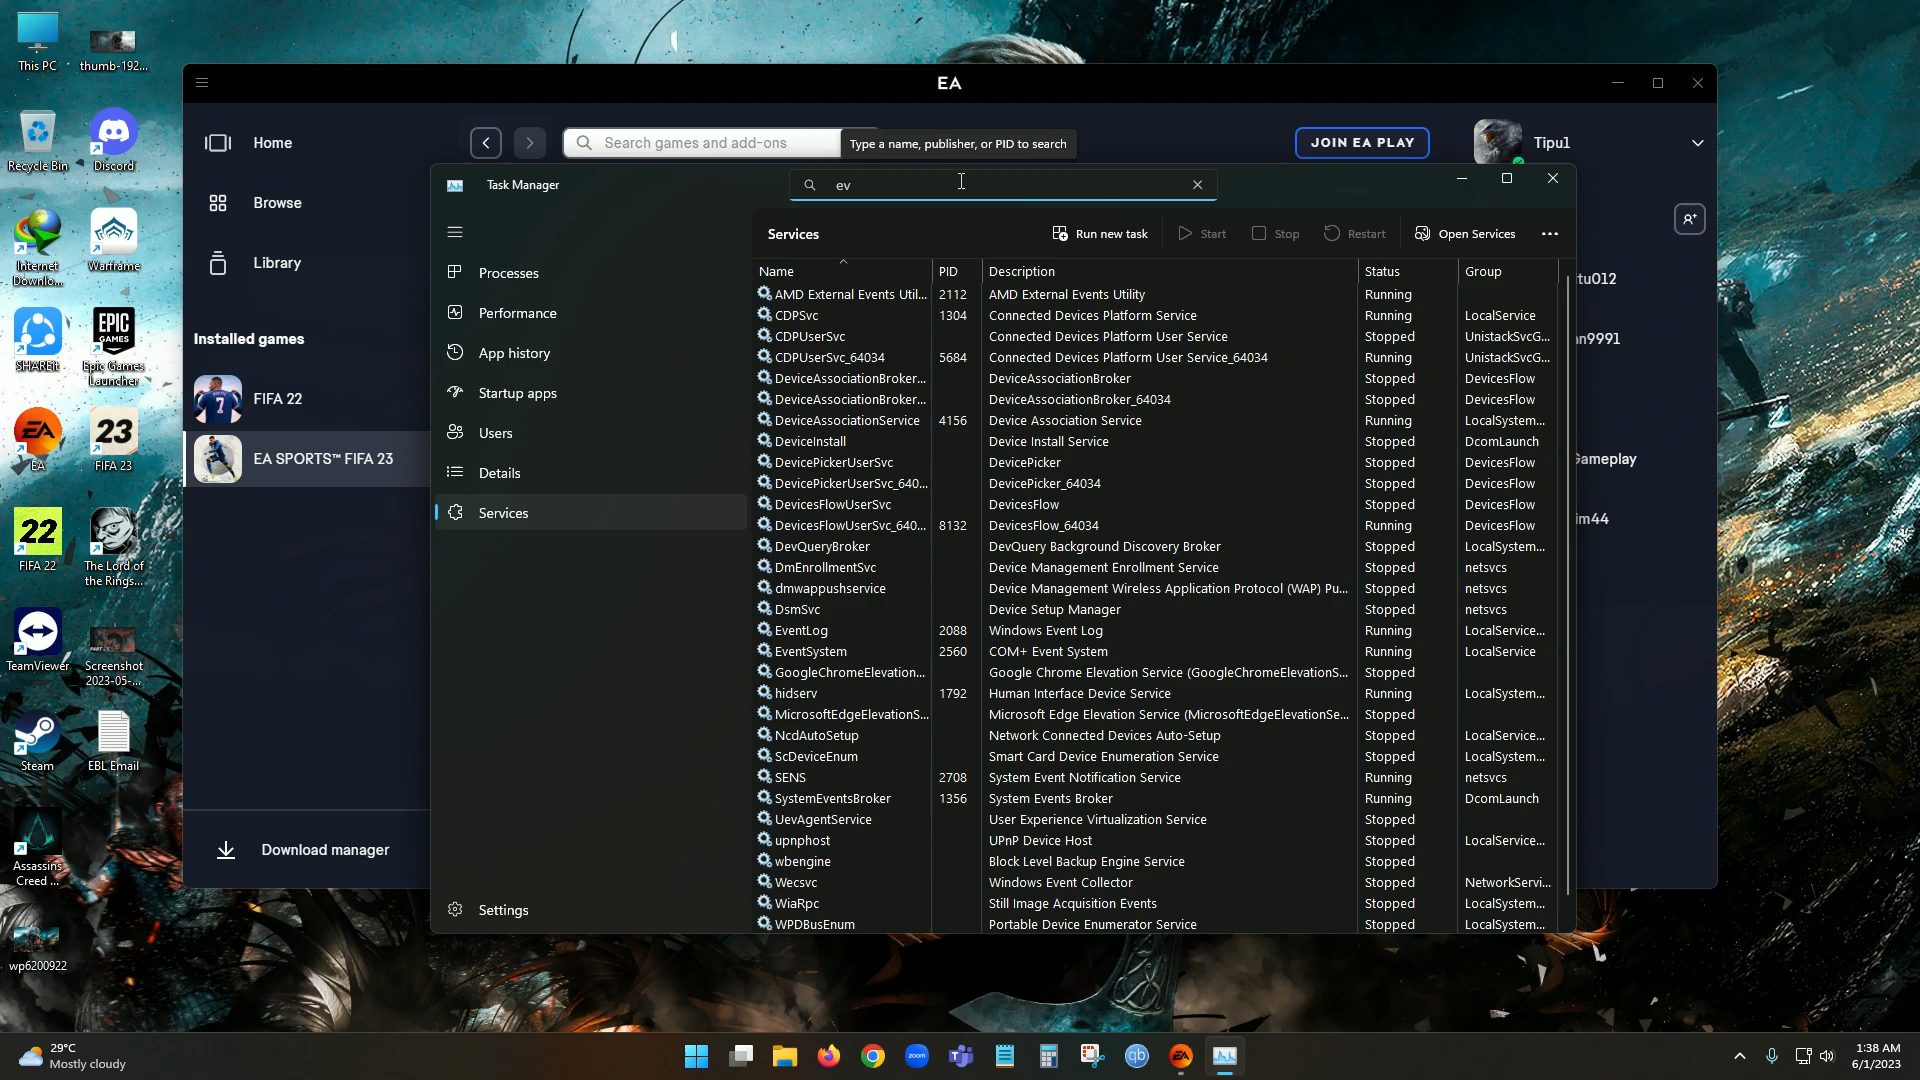 This PC
thumb-192...
Recycle Bin
Discord
Internet
Downlo...
Warframe
SHAREit
EPIC
GAMES
Epic Games
Launcher
EA
EA
23
FIFA 23
22
FIFA 22
The Lord of
the Rings...
TeamViewer
Screenshot
2023-05-...
Steam
EBL Email
Assassins
Creed ...
wp6200922
EA
Home
Search games and add-ons
Type a name, publisher, or PID to search
JOIN EA PLAY
Tipu1
Browse
Library
Installed games
7
FIFA 22
EA SPORTS™ FIFA 23
Download manager
tu012
n9991
Gameplay
im44
Task Manager
ev
Services
Run new task
Start
Stop
Restart
Open Services
Processes
Performance
App history
Startup apps
Users
Details
Services
Settings
Name PID Description Status Group
AMD External Events Util... 2112 AMD External Events Utility Running
CDPSvc 1304 Connected Devices Platform Service Running LocalService
CDPUserSvc Connected Devices Platform User Service Stopped UnistackSvcG...
CDPUserSvc_64034 5684 Connected Devices Platform User Service_64034 Running UnistackSvcG...
DeviceAssociationBroker... DeviceAssociationBroker Stopped DevicesFlow
DeviceAssociationBroker... DeviceAssociationBroker_64034 Stopped DevicesFlow
DeviceAssociationService 4156 Device Association Service Running LocalSystem...
DeviceInstall Device Install Service Stopped DcomLaunch
DevicePickerUserSvc DevicePicker Stopped DevicesFlow
DevicePickerUserSvc_640... DevicePicker_64034 Stopped DevicesFlow
DevicesFlowUserSvc DevicesFlow Stopped DevicesFlow
DevicesFlowUserSvc_640... 8132 DevicesFlow_64034 Running DevicesFlow
DevQueryBroker DevQuery Background Discovery Broker Stopped LocalSystem...
DmEnrollmentSvc Device Management Enrollment Service Stopped netsvcs
dmwappushservice Device Management Wireless Application Protocol (WAP) Pu... Stopped netsvcs
DsmSvc Device Setup Manager Stopped netsvcs
EventLog 2088 Windows Event Log Running LocalService...
EventSystem 2560 COM+ Event System Running LocalService
GoogleChromeElevation... Google Chrome Elevation Service (GoogleChromeElevationS... Stopped
hidserv 1792 Human Interface Device Service Running LocalSystem...
MicrosoftEdgeElevationS... Microsoft Edge Elevation Service (MicrosoftEdgeElevationSe... Stopped
NcdAutoSetup Network Connected Devices Auto-Setup Stopped LocalService...
ScDeviceEnum Smart Card Device Enumeration Service Stopped LocalSystem...
SENS 2708 System Event Notification Service Running netsvcs
SystemEventsBroker 1356 System Events Broker Running DcomLaunch
UevAgentService User Experience Virtualization Service Stopped
upnphost UPnP Device Host Stopped LocalService...
wbengine Block Level Backup Engine Service Stopped
Wecsvc Windows Event Collector Stopped NetworkServi...
WiaRpc Still Image Acquisition Events Stopped LocalSystem...
WPDBusEnum Portable Device Enumerator Service Stopped LocalSystem...
29°C
Mostly cloudy
zoom
qb
EA
1:38 AM
6/1/2023